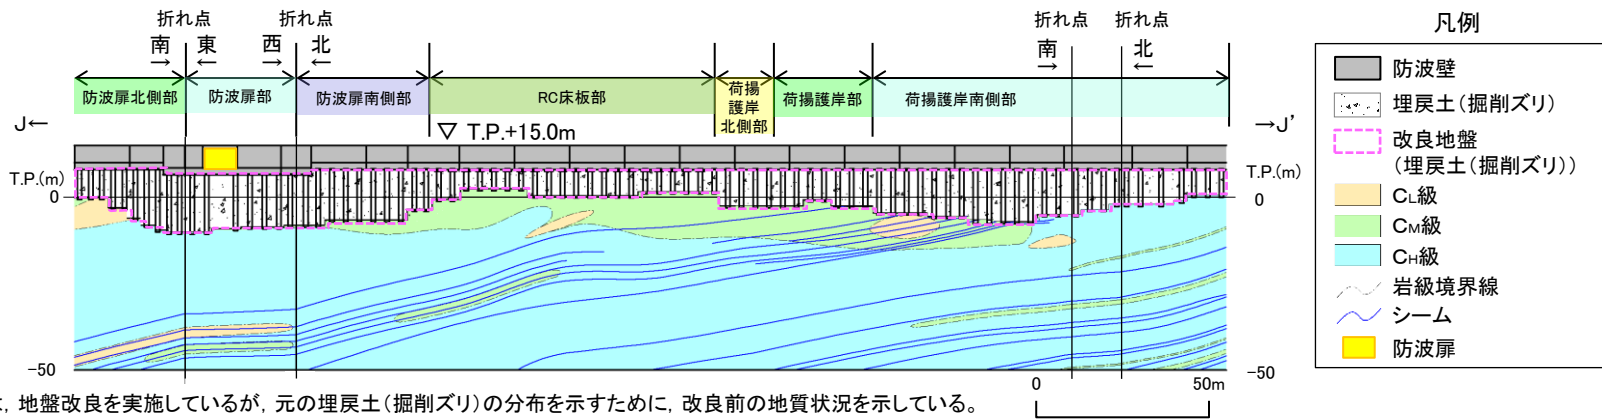 折れ点 折れ点 折れ点 折れ点 凡例
南 東 西 北 南 北
→ ← → ← → ←
防波扉北側部 防波扉部 防波扉南側部 RC床板部 荷揚護岸北側部 荷揚護岸部 荷揚護岸南側部
J← ▽ T.P.+15.0m →J'
T.P.(m) T.P.(m)
0 0
-50 -50
0 50m
防波壁
埋戻土(掘削ズリ)
改良地盤
(埋戻土(掘削ズリ))
CL級
CM級
CH級
岩級境界線
シーム
防波扉
,地盤改良を実施しているが,元の埋戻土(掘削ズリ)の分布を示すために,改良前の地質状況を示している。